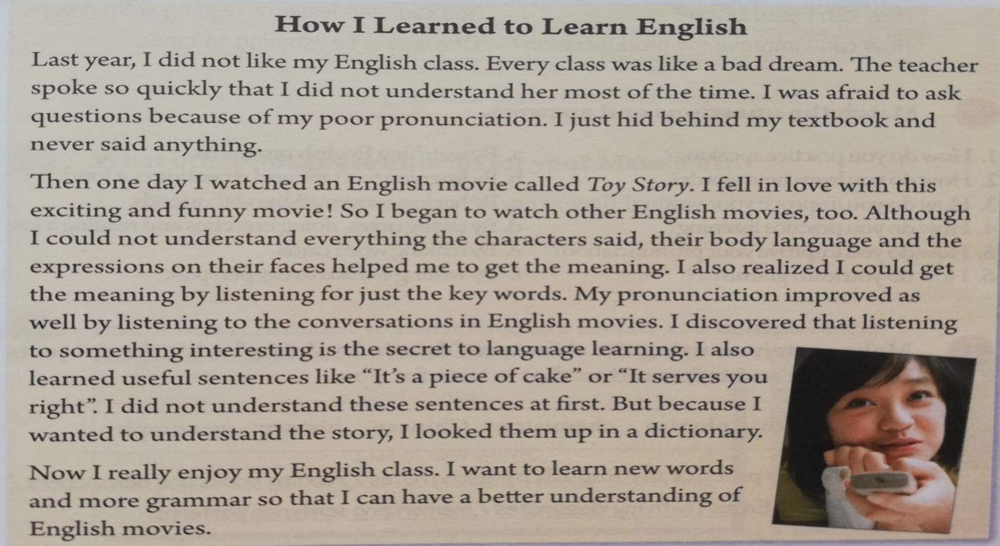 How I Learned to Learn English
Last year, I did not like my English class. Every class was like a bad dream. The teacher
spoke so quickly that I did not understand her most of the time. I was afraid to ask
questions because of my poor pronunciation. I just hid behind my textbook and
never said anything.
Then one day I watched an English movie called Toy Story. I fell in love with this
exciting and funny movie! So I began to watch other English movies, too. Although
I could not understand everything the characters said, their body language and the
expressions on their faces helped me to get the meaning. I also realized I could get
the meaning by listening for just the key words. My pronunciation improved as
well by listening to the conversations in English movies. I discovered that listening
to something interesting is the secret to language learning. I also
learned useful sentences like “It’s a piece of cake” or “It serves you
right”. I did not understand these sentences at first. But because I
wanted to understand the story, I looked them up in a dictionary.
Now I really enjoy my English class. I want to learn new words
and more grammar so that I can have a better understanding of
English movies.